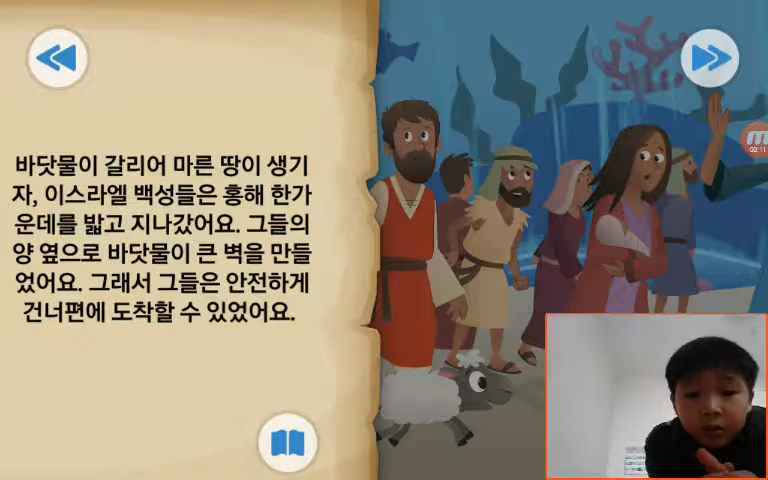 바닷물이 갈리어 마른 땅이 생기
자, 이스라엘 백성들은 홍해 한가
운데를 밟고 지나갔어요. 그들의
양 옆으로 바닷물이 큰 벽을 만들
었어요. 그래서 그들은 안전하게
건너편에 도착할 수 있었어요.
03:11